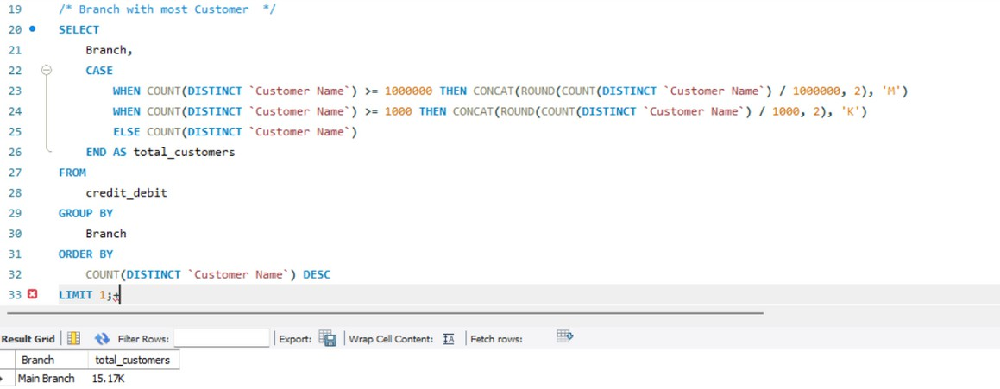 19 /* Branch with most Customer  */
20 SELECT
21     Branch,
22     CASE
23         WHEN COUNT(DISTINCT `Customer Name`) >= 1000000 THEN CONCAT(ROUND(COUNT(DISTINCT `Customer Name`) / 1000000, 2), 'M')
24         WHEN COUNT(DISTINCT `Customer Name`) >= 1000 THEN CONCAT(ROUND(COUNT(DISTINCT `Customer Name`) / 1000, 2), 'K')
25         ELSE COUNT(DISTINCT `Customer Name`)
26     END AS total_customers
27 FROM
28     credit_debit
29 GROUP BY
30     Branch
31 ORDER BY
32     COUNT(DISTINCT `Customer Name`) DESC
33 LIMIT 1;+
Result Grid Filter Rows: Export: Wrap Cell Content: Fetch rows:
Branch total_customers
Main Branch 15.17K